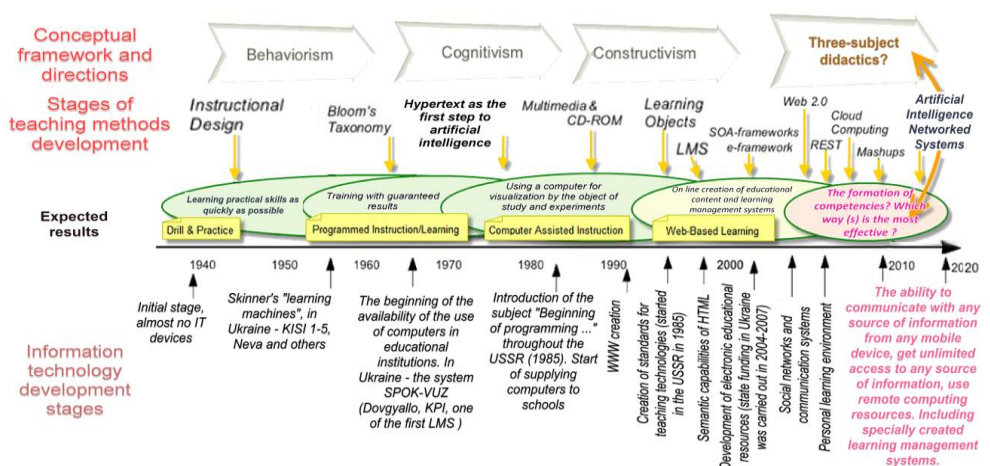 Conceptual
framework and
directions
Behaviorism
Cognitivism
Constructivism
Three-subject
didactics?
Stages of
teaching methods
development
Instructional
Design
Bloom's
Taxonomy
Hypertext as the
first step to
artificial
intelligence
Multimedia &
CD-ROM
Learning
Objects
LMS
SOA-frameworks
e-framework
Web 2.0
REST
Cloud
Computing
Mashups
Artificial
Intelligence
Networked
Systems
Expected
results
Learning practical skills as
quickly as possible
Drill & Practice
Training with guaranteed
results
Programmed Instruction/Learning
Using a computer for
visualization by the object of
study and experiments
Computer Assisted Instruction
On line creation of educational
content and learning
management systems
Web-Based Learning
The formation of
competencies? Which
way (s) is the most
effective ?
1940
1950
1960
1970
1980
1990
2000
2010
2020
Information
technology
development
stages
Initial stage,
almost no IT
devices
Skinner's "learning
machines", in
Ukraine - KISI 1-5,
Neva and others
The beginning of the
availability of the use
of computers in
educational
institutions. In
Ukraine - the system
SPOK-VUZ
(Dovgyallo, KPI, one
of the first LMS )
Introduction of the
subject "Beginning
of programming ..."
throughout the
USSR (1985). Start
of supplying
computers to
schools
WWW creation
Creation of standards for
teaching technologies (started
in the USSR in 1985)
Semantic capabilities of HTML
Development of electronic educational
resources (state funding in Ukraine
was carried out in 2004-2007)
Social networks and
communication systems
Personal learning environment
The ability to
communicate with any
source of information
from any mobile
device, get unlimited
access to any source
of information, use
remote computing
resources. Including
specially created
learning management
systems.